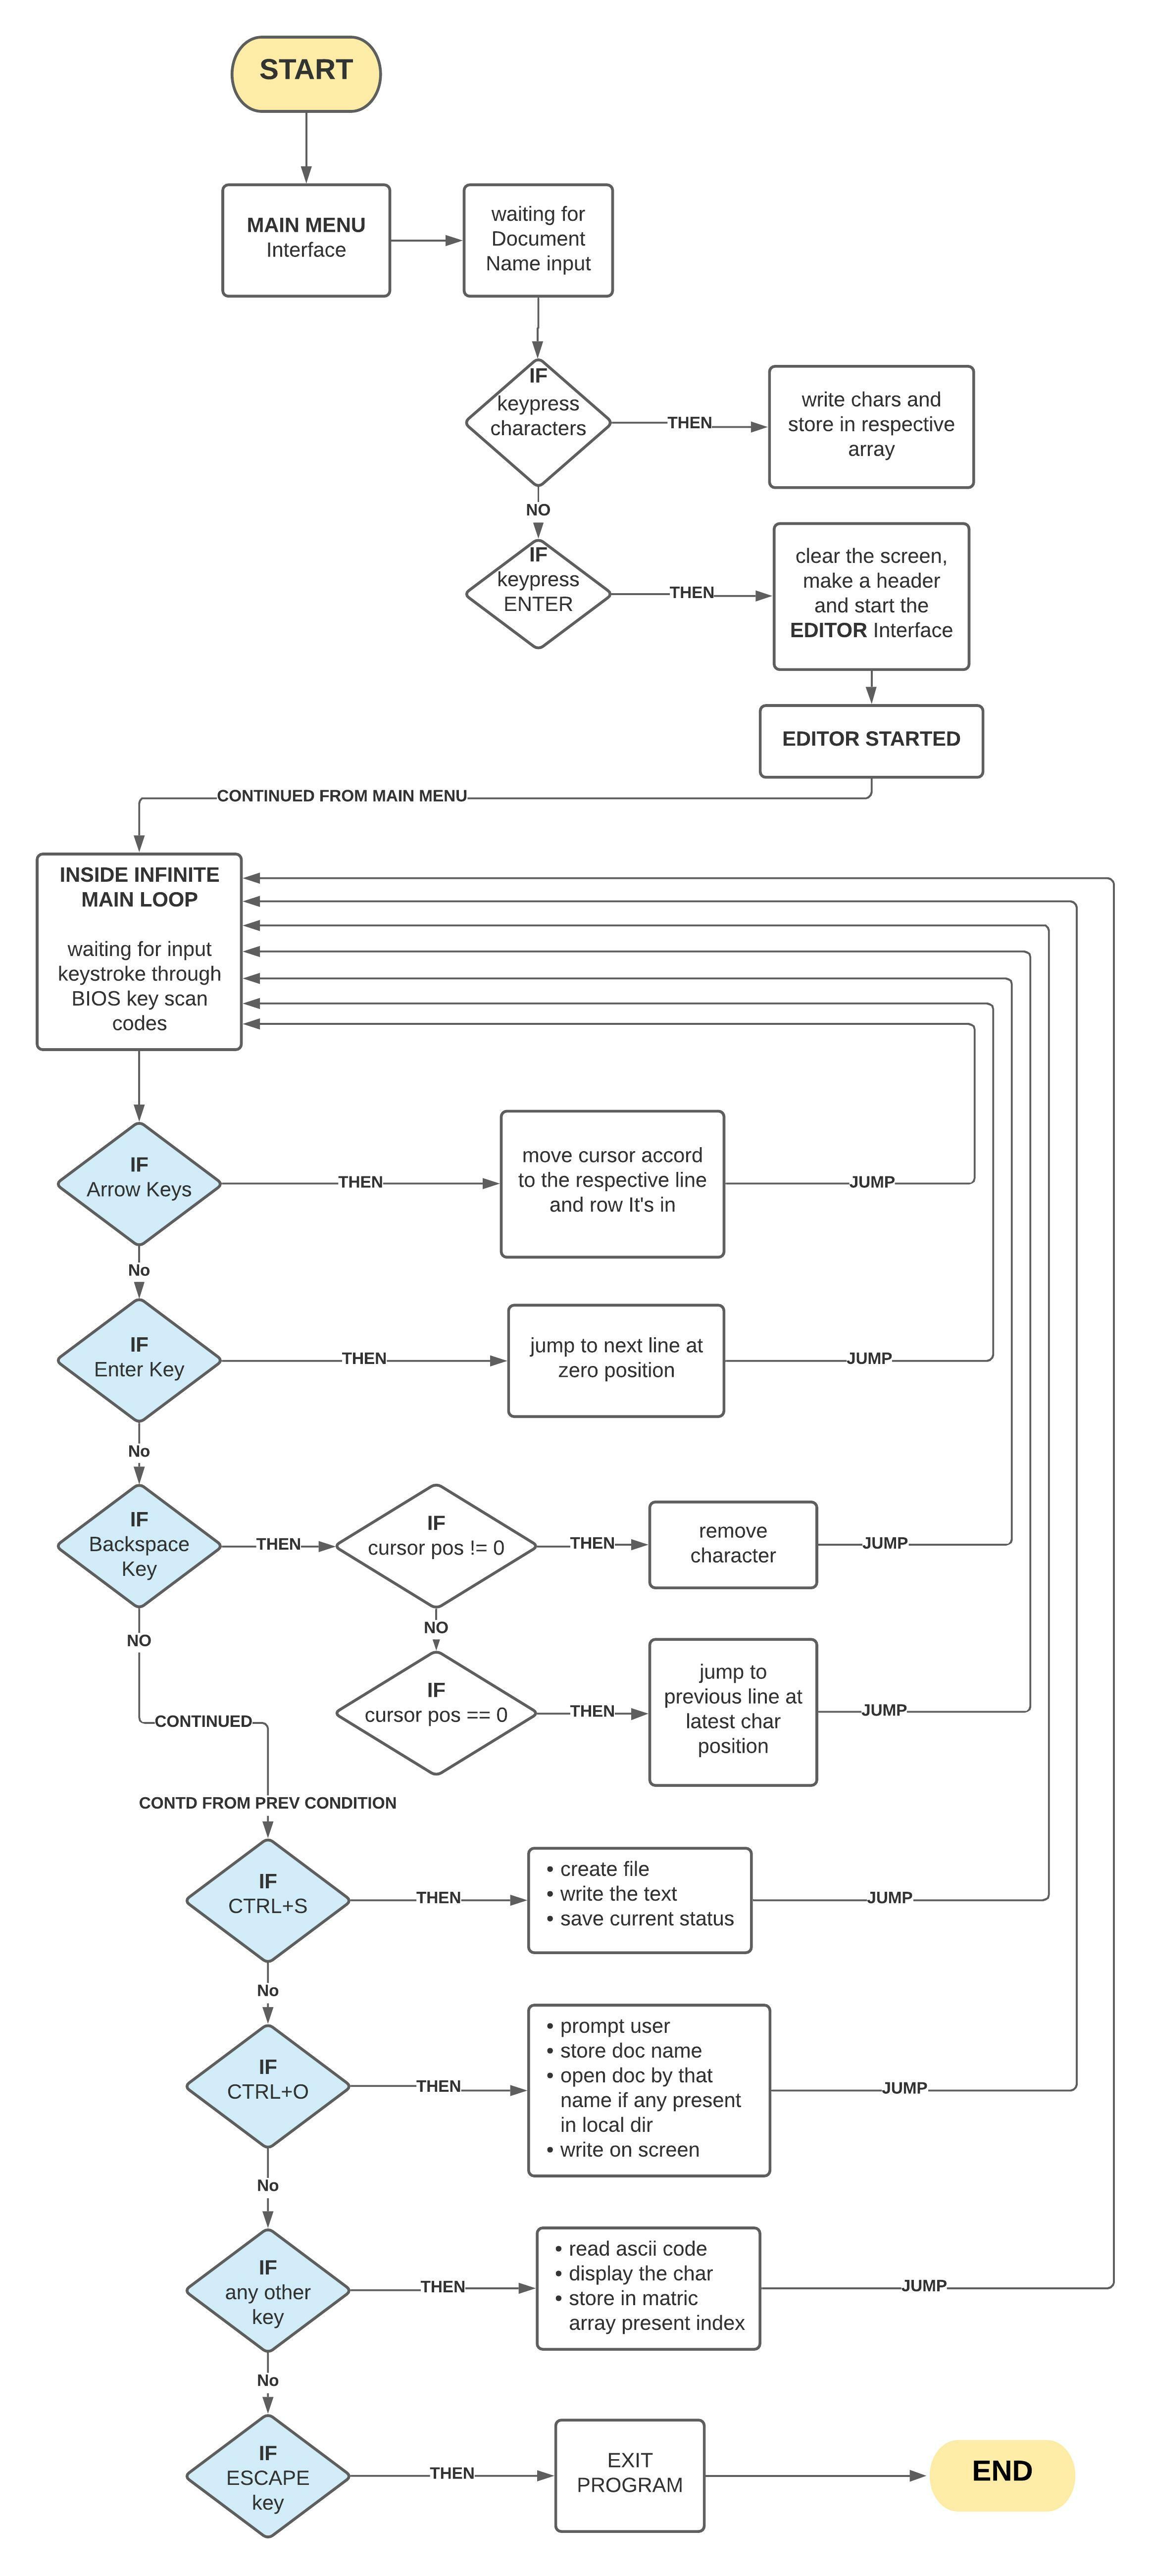 START
MAIN MENU
Interface
waiting for
Document
Name input
IF
keypress
characters
THEN
write chars and
store in respective
array
NO
IF
keypress
ENTER
THEN
clear the screen,
make a header
and start the
EDITOR Interface
EDITOR STARTED
CONTINUED FROM MAIN MENU
INSIDE INFINITE
MAIN LOOP
waiting for input
keystroke through
BIOS key scan
codes
IF
Arrow Keys
THEN
move cursor accord
to the respective line
and row It's in
JUMP
No
IF
Enter Key
THEN
jump to next line at
zero position
JUMP
No
IF
Backspace
Key
THEN
IF
cursor pos != 0
THEN
remove
character
JUMP
NO
NO
IF
cursor pos == 0
THEN
jump to
previous line at
latest char
position
JUMP
CONTINUED
CONTD FROM PREV CONDITION
IF
CTRL+S
THEN
• create file
• write the text
• save current status
JUMP
No
IF
CTRL+O
THEN
• prompt user
• store doc name
• open doc by that
name if any present
in local dir
• write on screen
JUMP
No
IF
any other
key
THEN
• read ascii code
• display the char
• store in matric
array present index
JUMP
No
IF
ESCAPE
key
THEN
EXIT
PROGRAM
END